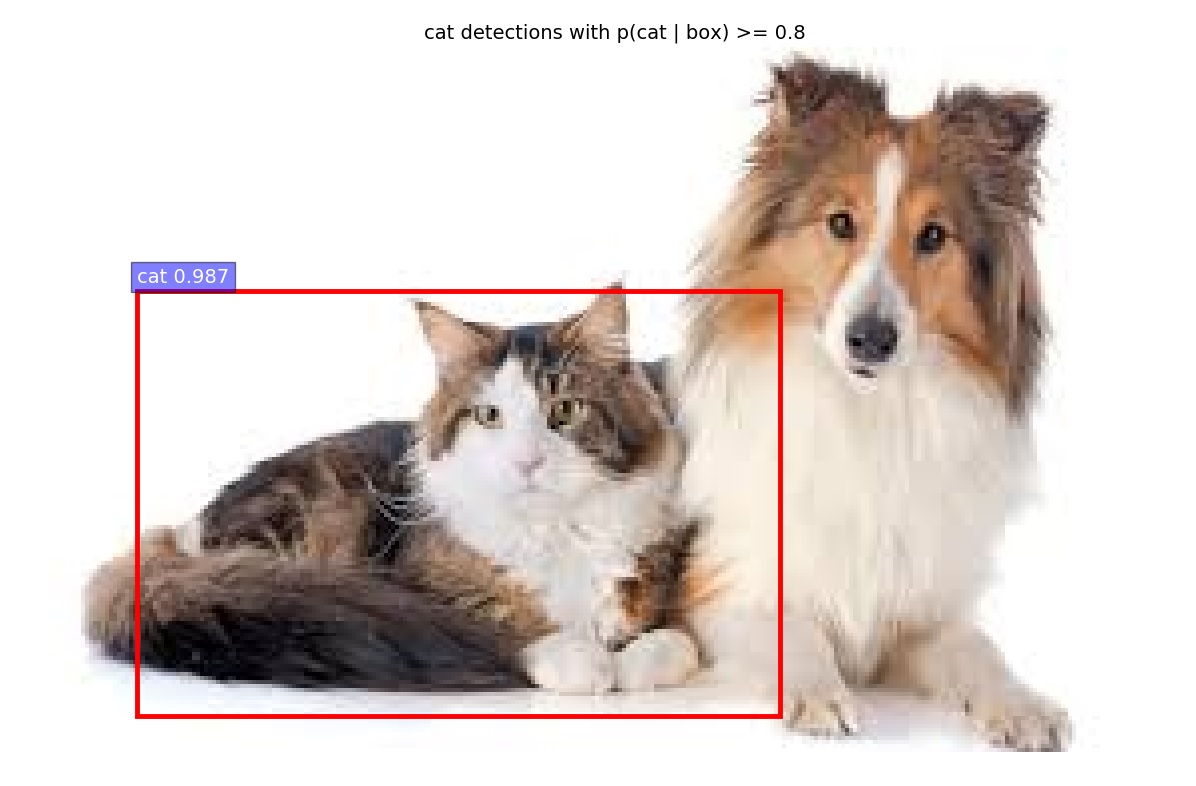 cat detections with p(cat | box) >= 0.8
cat 0.987